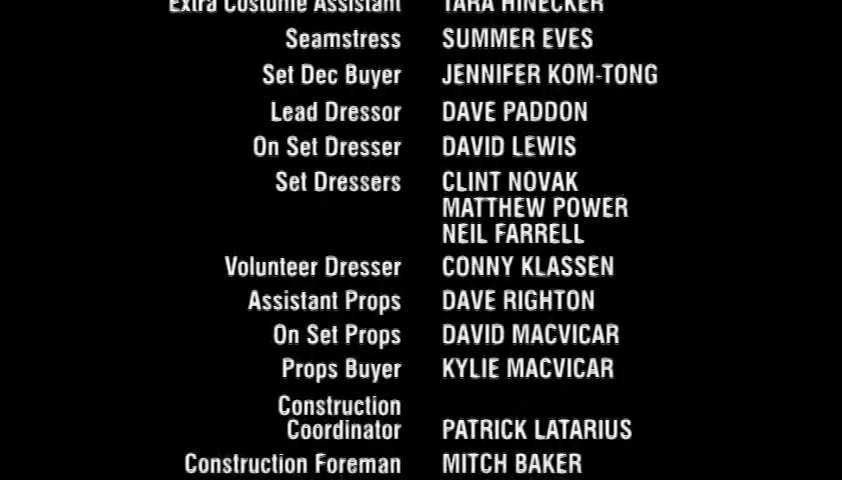 Extra Costume Assistant TARA HINECKER
Seamstress SUMMER EVES
Set Dec Buyer JENNIFER KOM-TONG
Lead Dressor DAVE PADDON
On Set Dresser DAVID LEWIS
Set Dressers CLINT NOVAK
MATTHEW POWER
NEIL FARRELL
Volunteer Dresser CONNY KLASSEN
Assistant Props DAVE RIGHTON
On Set Props DAVID MACVICAR
Props Buyer KYLIE MACVICAR
Construction
Coordinator PATRICK LATARIUS
Construction Foreman MITCH BAKER